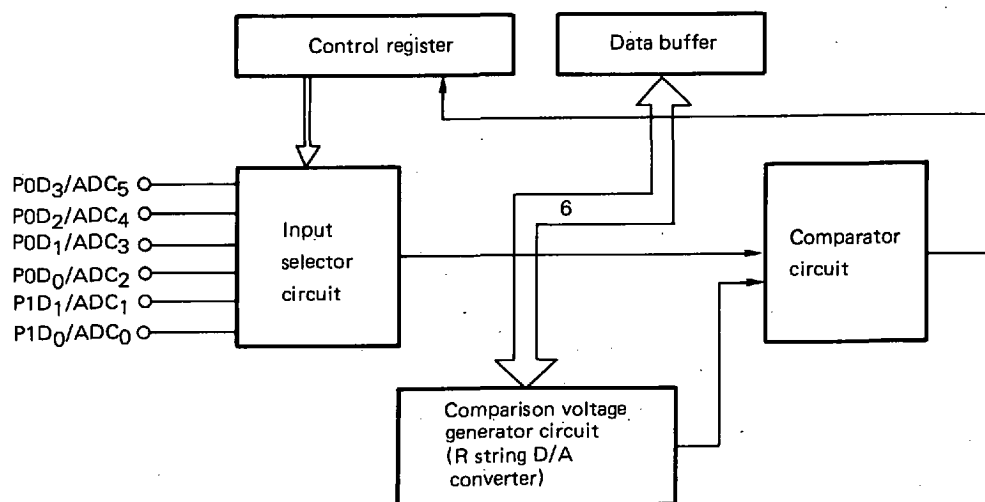 Control register
Data buffer
P0D3/ADC5
P0D2/ADC4
P0D1/ADC3
P0D0/ADC2
P1D1/ADC1
P1D0/ADC0
Input
selector
circuit
6
Comparator
circuit
Comparison voltage
generator circuit
(R string D/A
converter)